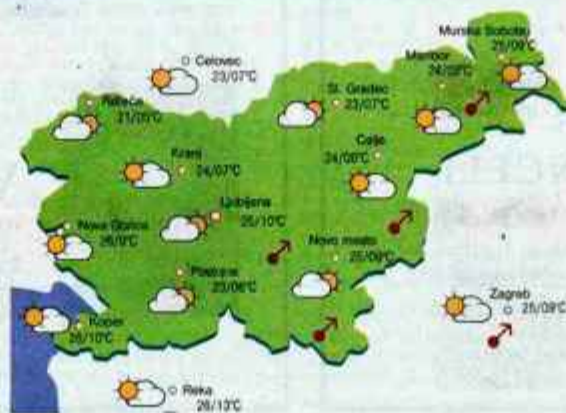 Murska Sobota
25/09°C
Celovec
23/07°C
Maribor
24/08°C
Rateče
21/05°C
Sl. Gradec
23/07°C
Kranj
24/07°C
Celje
24/08°C
Ljubljana
25/10°C
Nova Gorica
26/9°C
Novo mesto
25/09°C
Postojna
23/06°C
Zagreb
25/09°C
Koper
26/10°C
Reka
26/13°C